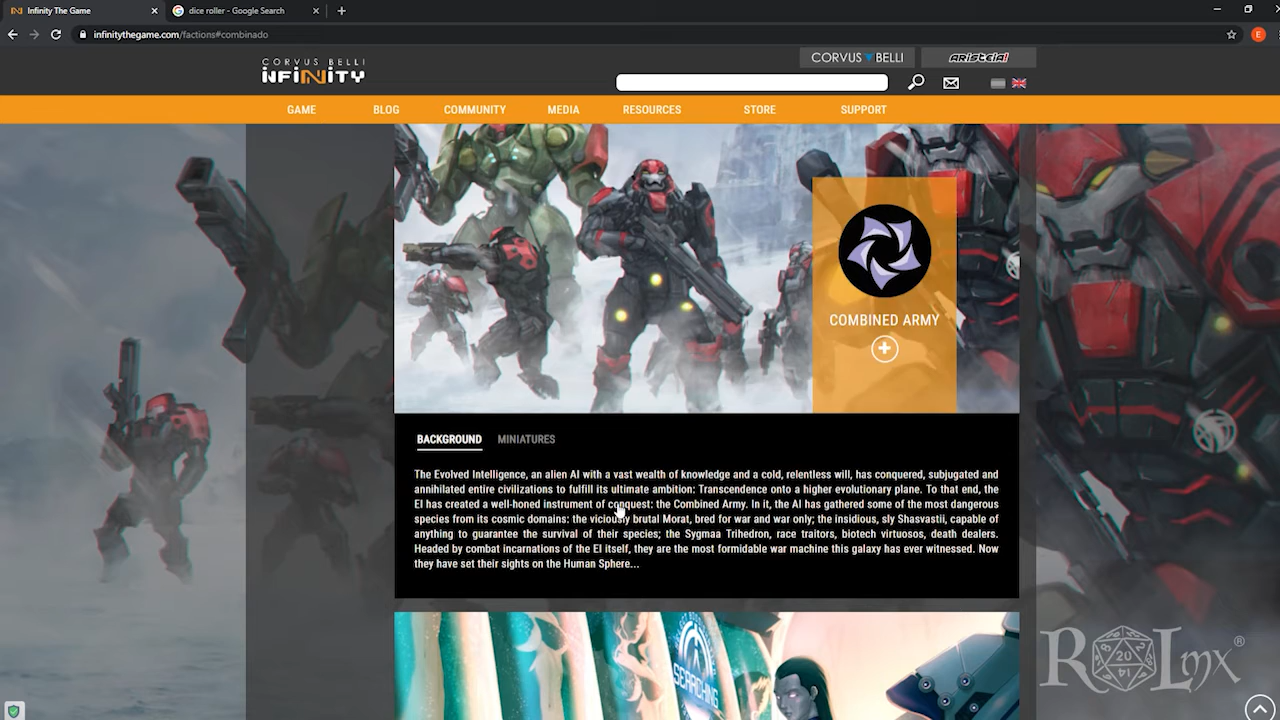 Infinity The Game
dice roller - Google Search
infinitythegame.com/factions#combinado
E
CORVUS BELLI
INFINITY
CORVUS BELLI
ARISTEIA!
GAME BLOG COMMUNITY MEDIA RESOURCES STORE SUPPORT
COMBINED ARMY
BACKGROUND MINIATURES
The Evolved Intelligence, an alien AI with a vast wealth of knowledge and a cold, relentless will, has conquered, subjugated and
annihilated entire civilizations to fulfill its ultimate ambition: Transcendence onto a higher evolutionary plane. To that end, the
EI has created a well-honed instrument of conquest: the Combined Army. In it, the AI has gathered some of the most dangerous
species from its cosmic domains: the viciously brutal Morat, bred for war and war only; the insidious, sly Shasvastii, capable of
anything to guarantee the survival of their species; the Sygmaa Trihedron, race traitors, biotech virtuosos, death dealers.
Headed by combat incarnations of the EI itself, they are the most formidable war machine this galaxy has ever witnessed. Now
they have set their sights on the Human Sphere...
SEARCHING
ROLmx®
20